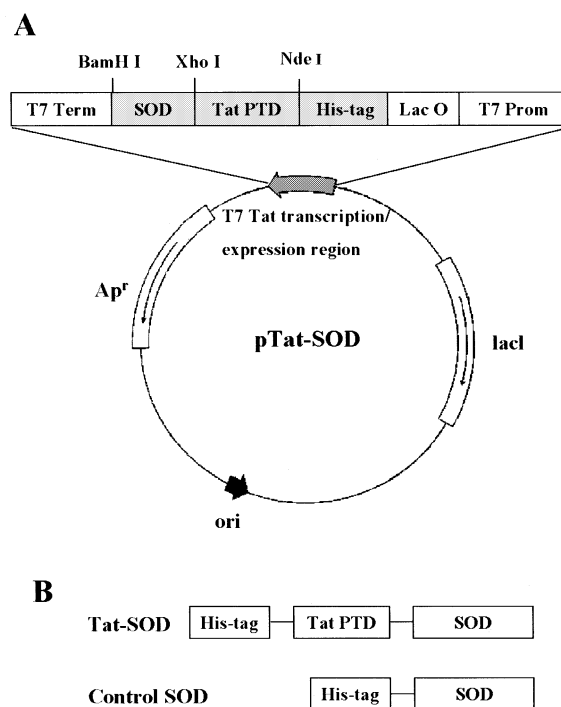 A
BamH I Xho I Nde I
T7 Term SOD Tat PTD His-tag Lac O T7 Prom
T7 Tat transcription/
expression region
Apr
pTat-SOD
lacI
ori
B
Tat-SOD His-tag Tat PTD SOD
Control SOD His-tag SOD